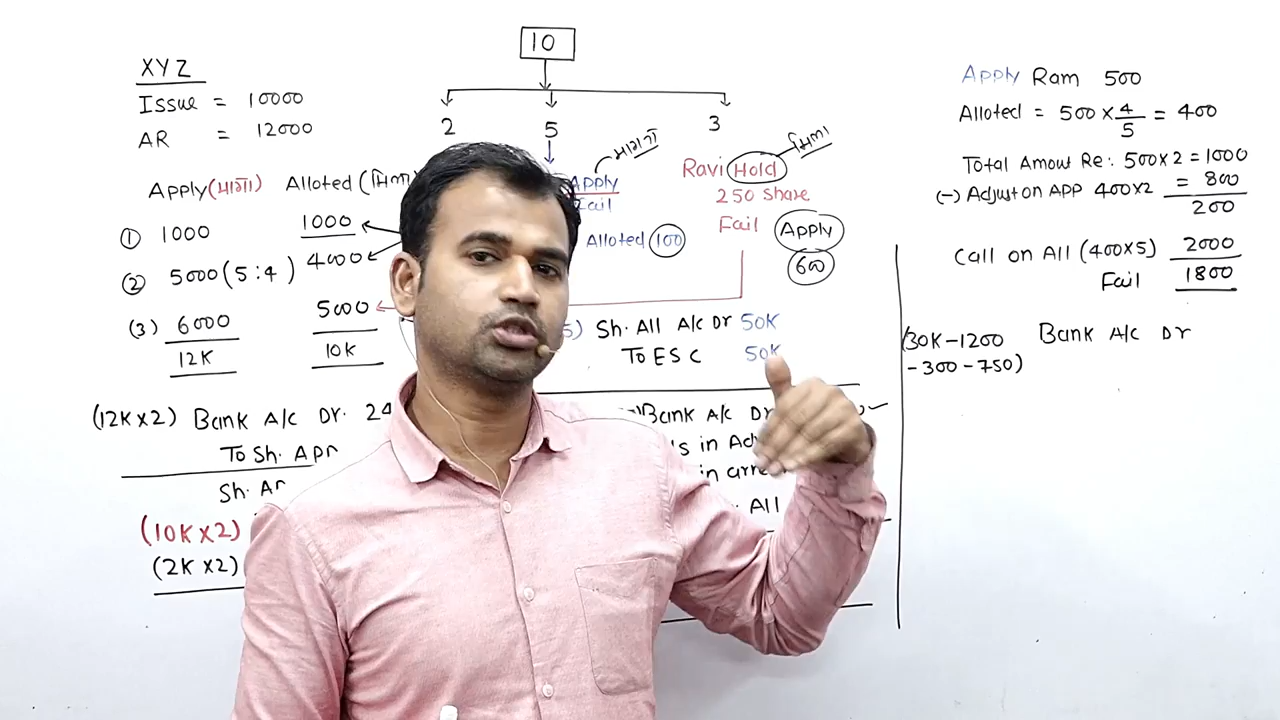 10
2 5 3
XYZ
Issue = 10000
AR = 12000
Apply (मागा) Alloted (
① 1000 1000
② 5000 (5:4) 4000
(3) 6000 5000
12K 10K
मागा
Apply
Fail
Alloted 100
Ravi Hold मिला
250 Share
Fail Apply
600
5) Sh. All A/c Dr 50K
To ESC 50K
(12K×2) Bank A/c Dr. 24
To Sh. App
Sh. Ap
(10K×2)
(2K×2)
Bank A/c Dr
s in Adv
in arre
All
Apply Ram 500
Alloted = 500 × 4/5 = 400
Total Amout Re: 500×2 = 1000
(-) Adjust on APP 400×2 = 800
200
Call on All (400×5) 2000
Fail 1800
(30K-1200 Bank A/c Dr
-300-750)